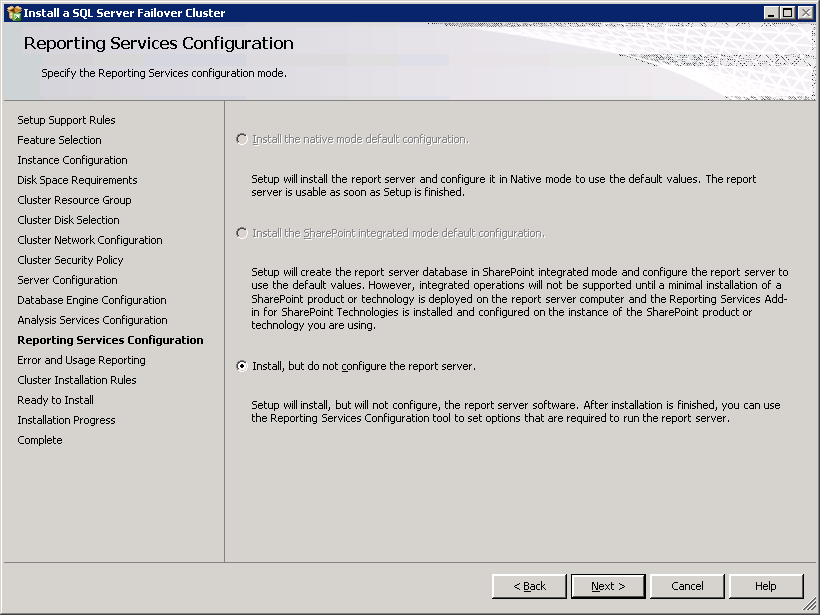 Install a SQL Server Failover Cluster
Reporting Services Configuration
Specify the Reporting Services configuration mode.
Setup Support Rules
Feature Selection
Instance Configuration
Disk Space Requirements
Cluster Resource Group
Cluster Disk Selection
Cluster Network Configuration
Cluster Security Policy
Server Configuration
Database Engine Configuration
Analysis Services Configuration
Reporting Services Configuration
Error and Usage Reporting
Cluster Installation Rules
Ready to Install
Installation Progress
Complete
Install the native mode default configuration.
Setup will install the report server and configure it in Native mode to use the default values. The report
server is usable as soon as Setup is finished.
Install the SharePoint integrated mode default configuration.
Setup will create the report server database in SharePoint integrated mode and configure the report server to
use the default values. However, integrated operations will not be supported until a minimal installation of a
SharePoint product or technology is deployed on the report server computer and the Reporting Services Add-
in for SharePoint Technologies is installed and configured on the instance of the SharePoint product or
technology you are using.
Install, but do not configure the report server.
Setup will install, but will not configure, the report server software. After installation is finished, you can use
the Reporting Services Configuration tool to set options that are required to run the report server.
< Back
Next >
Cancel
Help